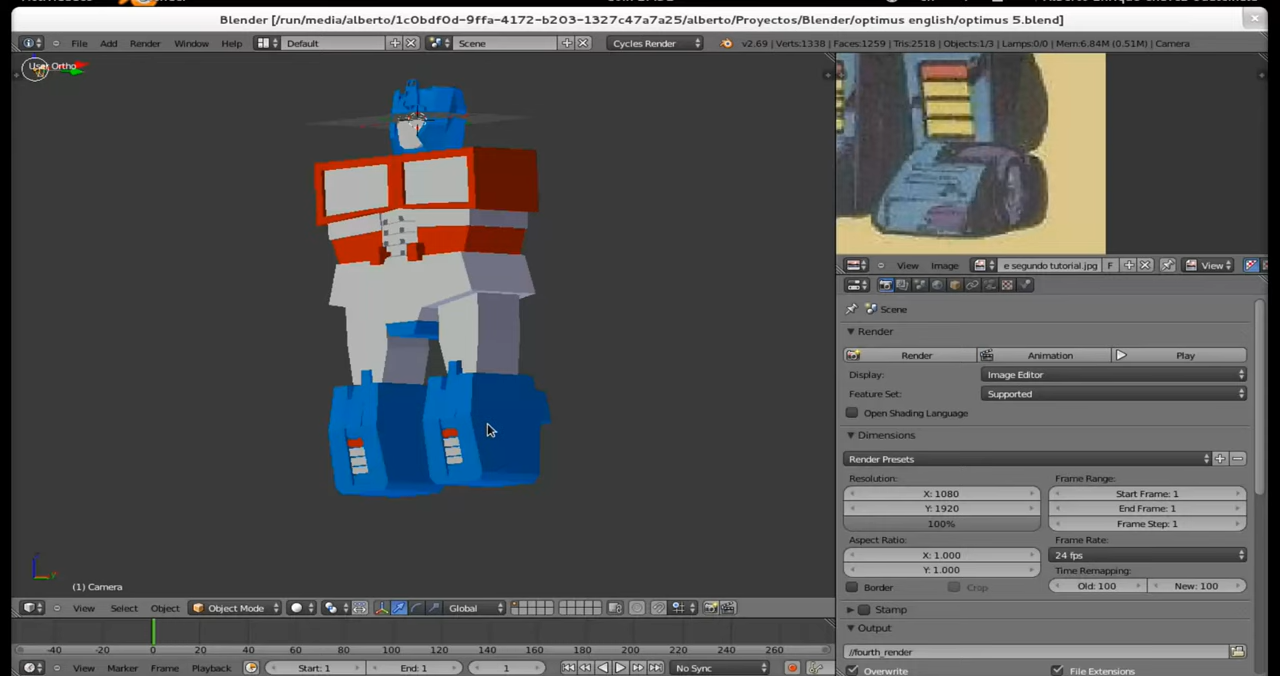 Blender [/run/media/alberto/1c0bdf0d-9ffa-4172-b203-1327c47a7a25/alberto/Proyectos/Blender/optimus english/optimus 5.blend]
File Add Render Window Help Default Scene Cycles Render v2.69 | Verts:1338 | Faces:1259 | Tris:2518 | Objects:1/3 | Lamps:0/0 | Mem:6.84M (0.51M) | Camera
User Ortho
View Image e segundo tutorial.jpg F View
Scene
Render
Render Animation Play
Display: Image Editor
Feature Set: Supported
Open Shading Language
Dimensions
Render Presets
Resolution: Frame Range:
X: 1080 Start Frame: 1
Y: 1920 End Frame: 1
100% Frame Step: 1
Aspect Ratio: Frame Rate:
X: 1.000 24 fps
Y: 1.000 Time Remapping:
Border Crop Old: 100 New: 100
Stamp
Output
//fourth_render
Overwrite File Extensions
(1) Camera
View Select Object Object Mode Global
-40 -20 0 20 40 60 80 100 120 140 160 180 200 220 240 260
View Marker Frame Playback Start: 1 End: 1 1 No Sync